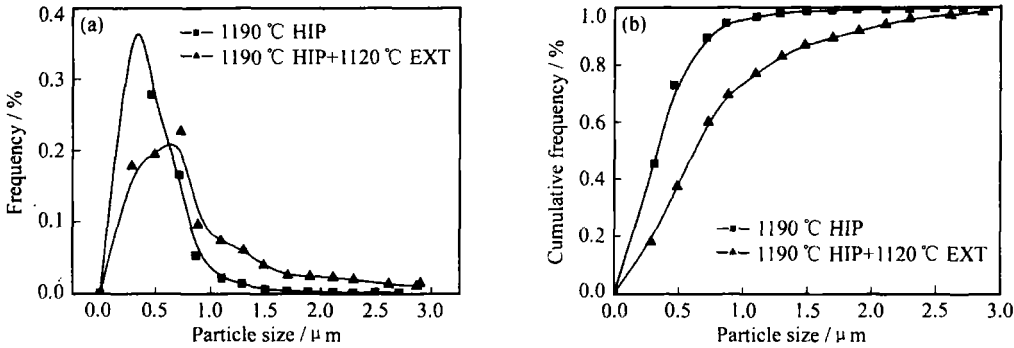 (a)
1190 ℃ HIP
1190 ℃ HIP+1120 ℃ EXT
0.4
0.3
0.2
0.1
0.0
Frequency / %
0.0 0.5 1.0 1.5 2.0 2.5 3.0
Particle size / μm
(b)
1190 ℃ HIP
1190 ℃ HIP+1120 ℃ EXT
1.0
0.8
0.6
0.4
0.2
Cumulative frequency / %
0.0 0.5 1.0 1.5 2.0 2.5 3.0
Particle size / μm